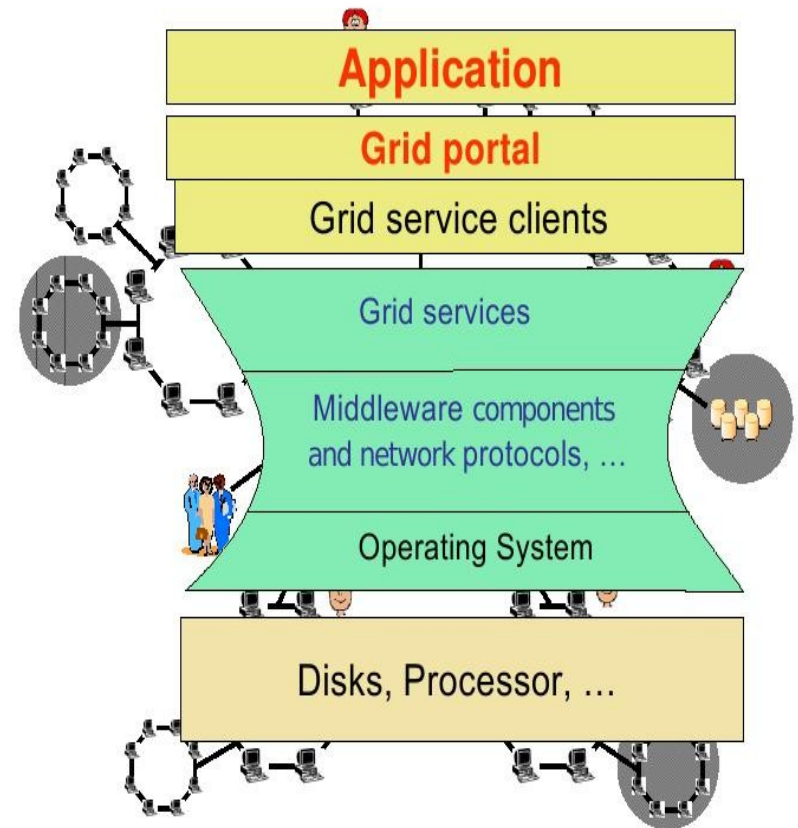 Application
Grid portal
Grid service clients
Grid services
Middleware components
and network protocols, …
Operating System
Disks, Processor, …